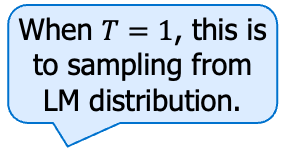 When T = 1, this is
to sampling from
LM distribution.